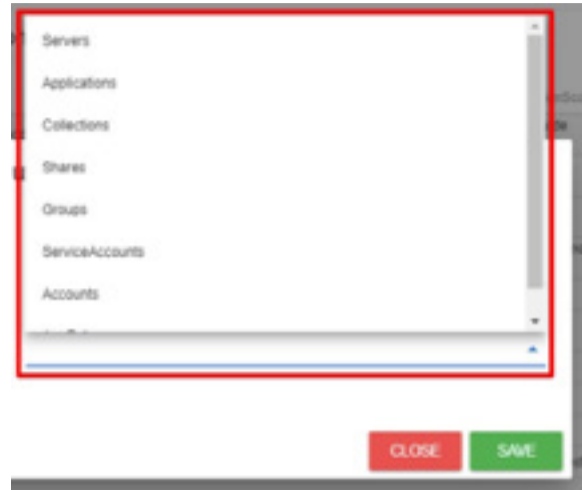 Servers
Applications
Collections
Shares
Groups
ServiceAccounts
Accounts
CLOSE SAVE